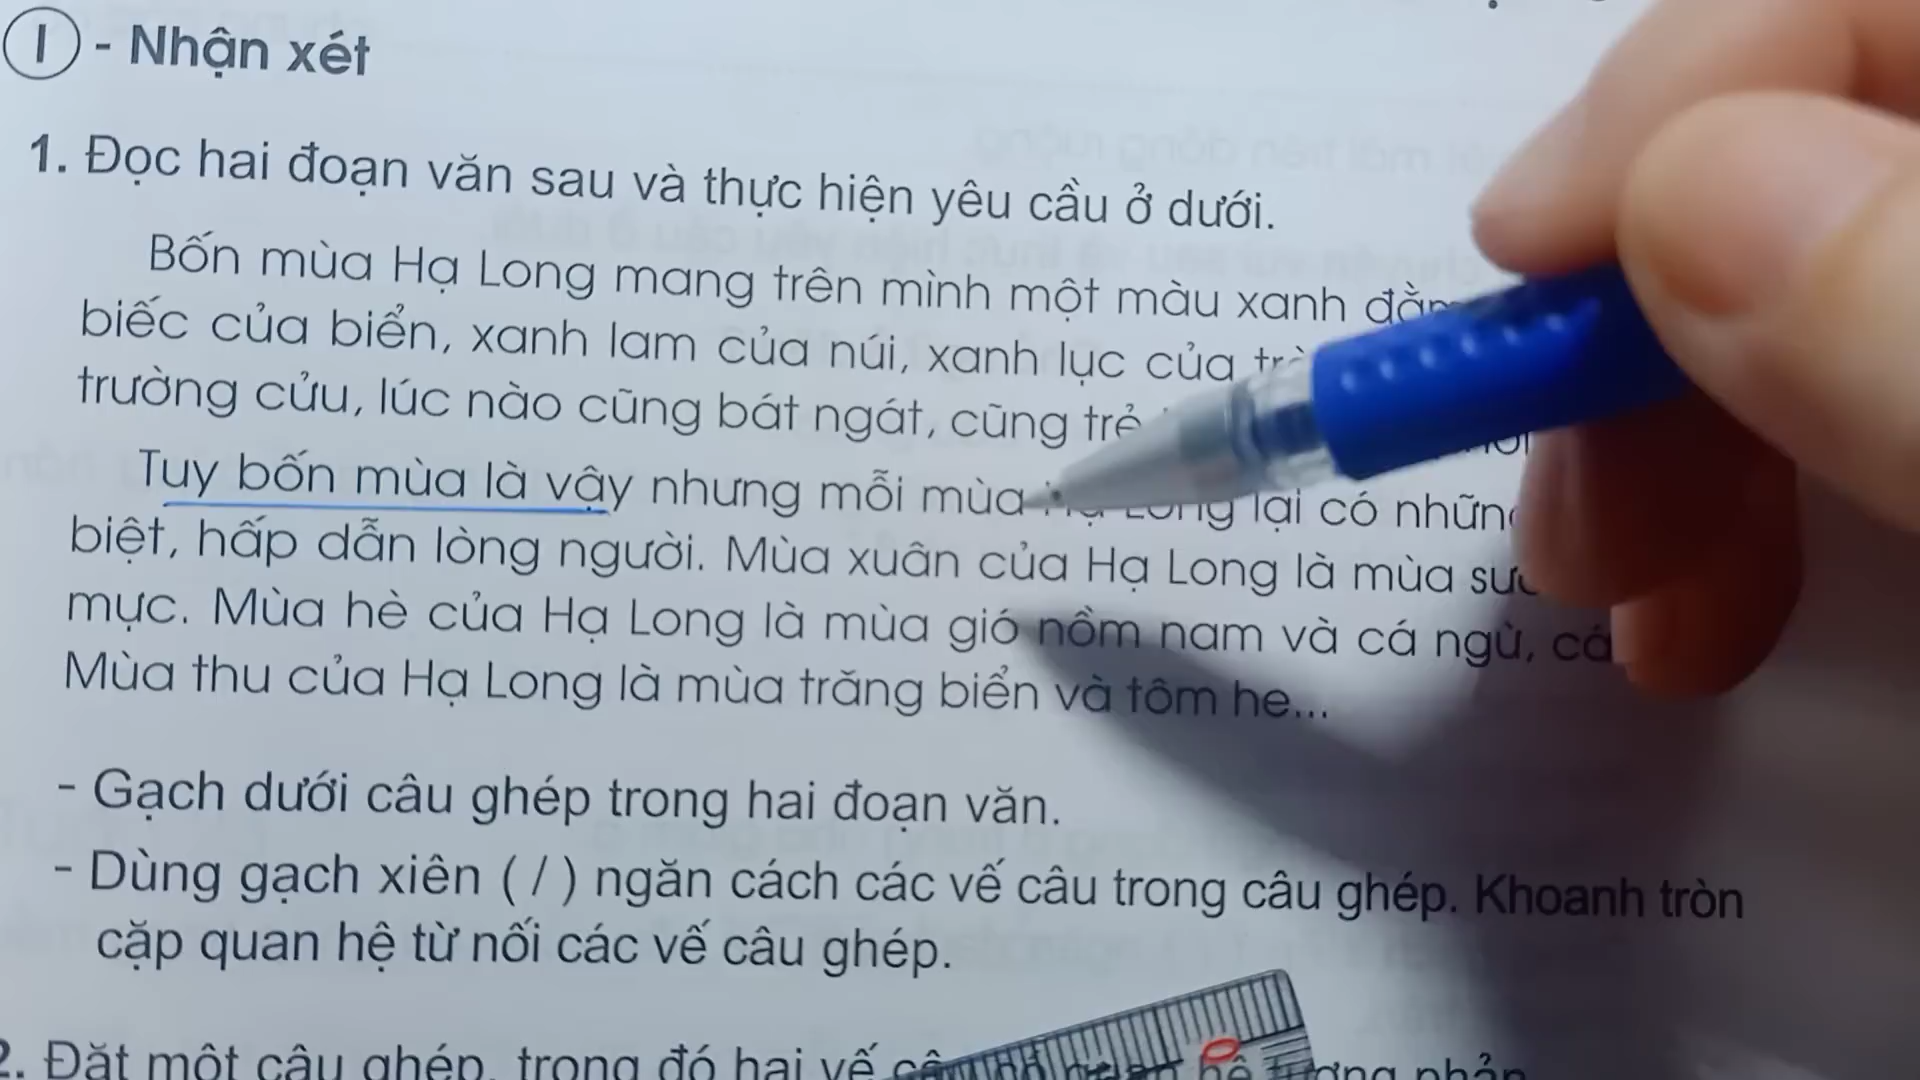 I - Nhận xét
1. Đọc hai đoạn văn sau và thực hiện yêu cầu ở dưới.
Bốn mùa Hạ Long mang trên mình một màu xanh
biếc của biển, xanh lam của núi, xanh lục của
trường cửu, lúc nào cũng bát ngát, cũng trẻ
Tuy bốn mùa là vậy nhưng mỗi mùa Hạ Long lại có
biệt, hấp dẫn lòng người. Mùa xuân của Hạ Long là mùa
mực. Mùa hè của Hạ Long là mùa gió nồm nam và cá ngừ, cá
Mùa thu của Hạ Long là mùa trăng biển và tôm he...
- Gạch dưới câu ghép trong hai đoạn văn.
- Dùng gạch xiên ( / ) ngăn cách các vế câu trong câu ghép. Khoanh tròn
cặp quan hệ từ nối các vế câu ghép.
2. Đặt một câu ghép, trong đó hai vế